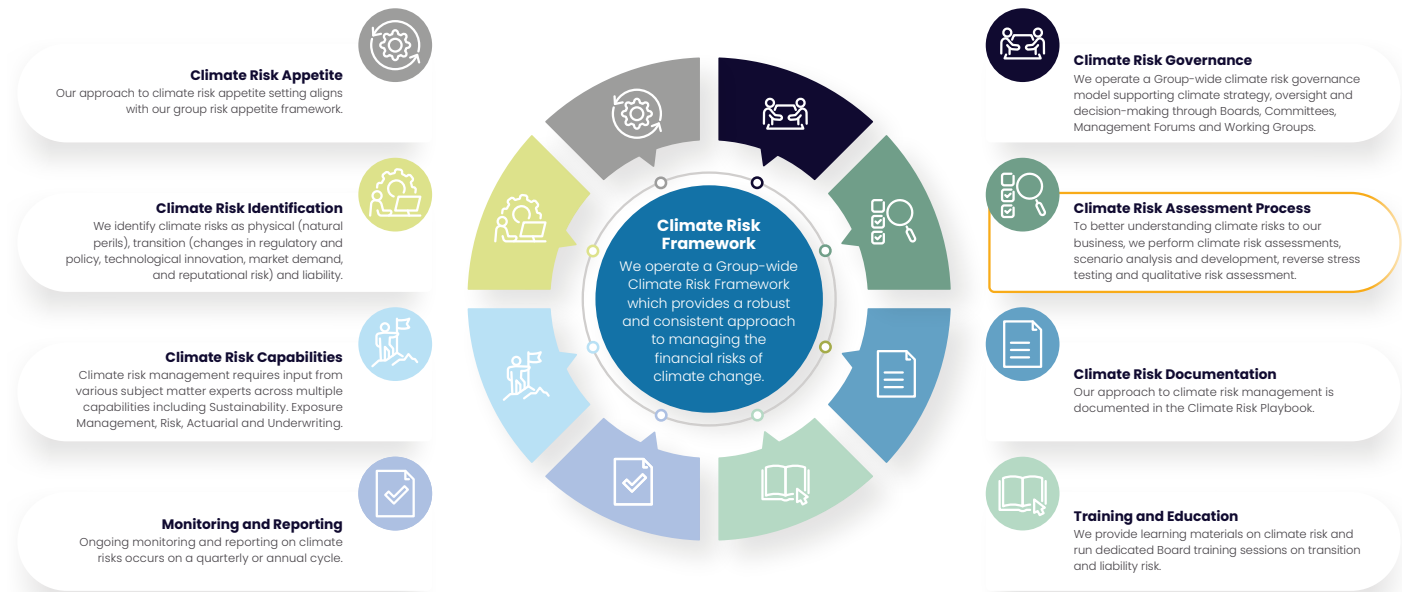 Climate Risk Appetite
Our approach to climate risk appetite setting aligns
with our group risk appetite framework.
Climate Risk Identification
We identify climate risks as physical (natural
perils), transition (changes in regulatory and
policy, technological innovation, market demand,
and reputational risk) and liability.
Climate Risk Capabilities
Climate risk management requires input from
various subject matter experts across multiple
capabilities including Sustainability. Exposure
Management, Risk, Actuarial and Underwriting.
Monitoring and Reporting
Ongoing monitoring and reporting on climate
risks occurs on a quarterly or annual cycle.
Climate Risk
Framework
We operate a Group-wide
Climate Risk Framework
which provides a robust
and consistent approach
to managing the
financial risks of
climate change.
Climate Risk Governance
We operate a Group-wide climate risk governance
model supporting climate strategy, oversight and
decision-making through Boards, Committees,
Management Forums and Working Groups.
Climate Risk Assessment Process
To better understanding climate risks to our
business, we perform climate risk assessments,
scenario analysis and development, reverse stress
testing and qualitative risk assessment.
Climate Risk Documentation
Our approach to climate risk management is
documented in the Climate Risk Playbook.
Training and Education
We provide learning materials on climate risk and
run dedicated Board training sessions on transition
and liability risk.